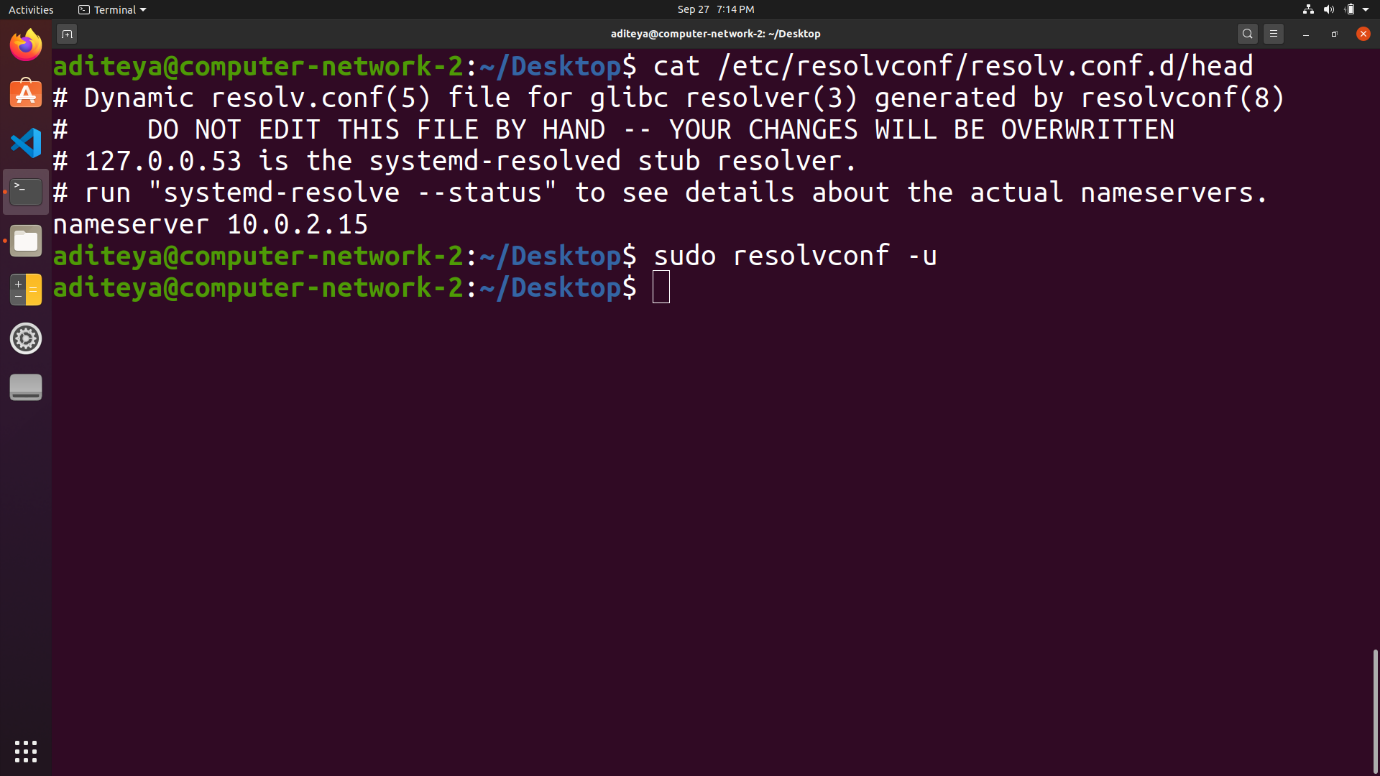 Activities Terminal Sep 27 7:14 PM
aditeya@computer-network-2: ~/Desktop
aditeya@computer-network-2:~/Desktop$ cat /etc/resolvconf/resolv.conf.d/head
# Dynamic resolv.conf(5) file for glibc resolver(3) generated by resolvconf(8)
#     DO NOT EDIT THIS FILE BY HAND -- YOUR CHANGES WILL BE OVERWRITTEN
# 127.0.0.53 is the systemd-resolved stub resolver.
# run "systemd-resolve --status" to see details about the actual nameservers.
nameserver 10.0.2.15
aditeya@computer-network-2:~/Desktop$ sudo resolvconf -u
aditeya@computer-network-2:~/Desktop$